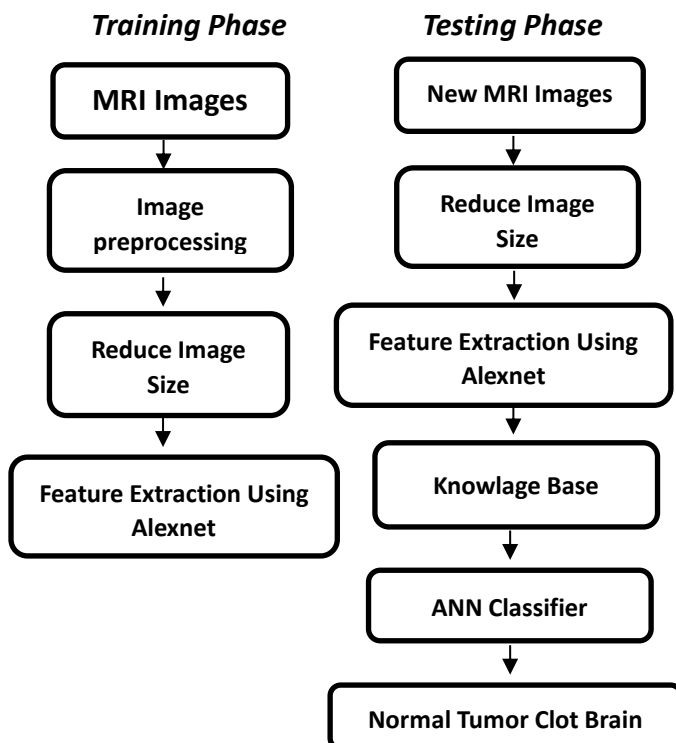 Training Phase
MRI Images
Image
preprocessing
Reduce Image
Size
Feature Extraction Using
Alexnet
Testing Phase
New MRI Images
Reduce Image
Size
Feature Extraction Using
Alexnet
Knowlage Base
ANN Classifier
Normal Tumor Clot Brain